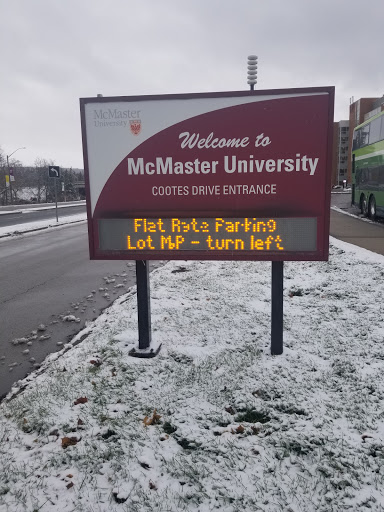 McMaster
University
Welcome to
McMaster University
COOTES DRIVE ENTRANCE
Flat Rate Parking
Lot M&P - turn left